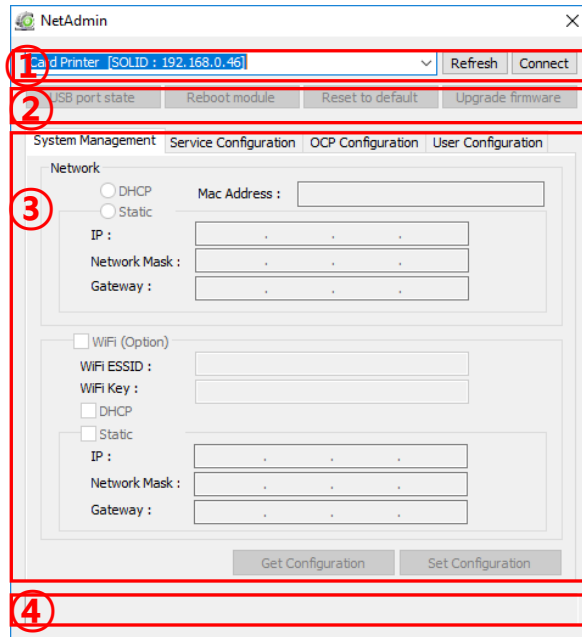 NetAdmin
① Card Printer [SOLID : 192.168.0.46] Refresh Connect
② USB port state Reboot module Reset to default Upgrade firmware
System Management Service Configuration OCP Configuration User Configuration
Network
DHCP Mac Address :
③ Static
IP : . . .
Network Mask : . . .
Gateway : . . .
WiFi (Option)
WiFi ESSID :
WiFi Key :
DHCP
Static
IP : . . .
Network Mask : . . .
Gateway : . . .
Get Configuration Set Configuration
④